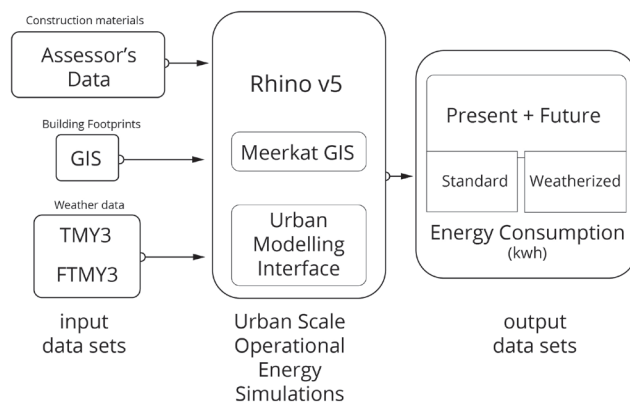 Construction materials
Assessor's
Data
Building Footprints
GIS
Weather data
TMY3
FTMY3
input
data sets
Rhino v5
Meerkat GIS
Urban
Modelling
Interface
Urban Scale
Operational
Energy
Simulations
Present + Future
Standard
Weatherized
Energy Consumption
(kwh)
output
data sets